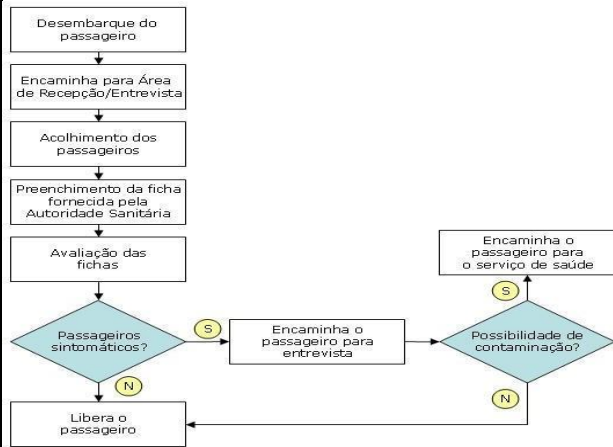 Desembarque do
passageiro
Encaminha para Área
de Recepção/Entrevista
Acolhimento dos
passageiros
Preenchimento da ficha
fornecida pela
Autoridade Sanitária
Avaliação das
fichas
Passageiros
sintomáticos?
S
N
Encaminha o
passageiro para
entrevista
Possibilidade de
contaminação?
S
N
Encaminha o
passageiro para
o serviço de saúde
Libera o
passageiro